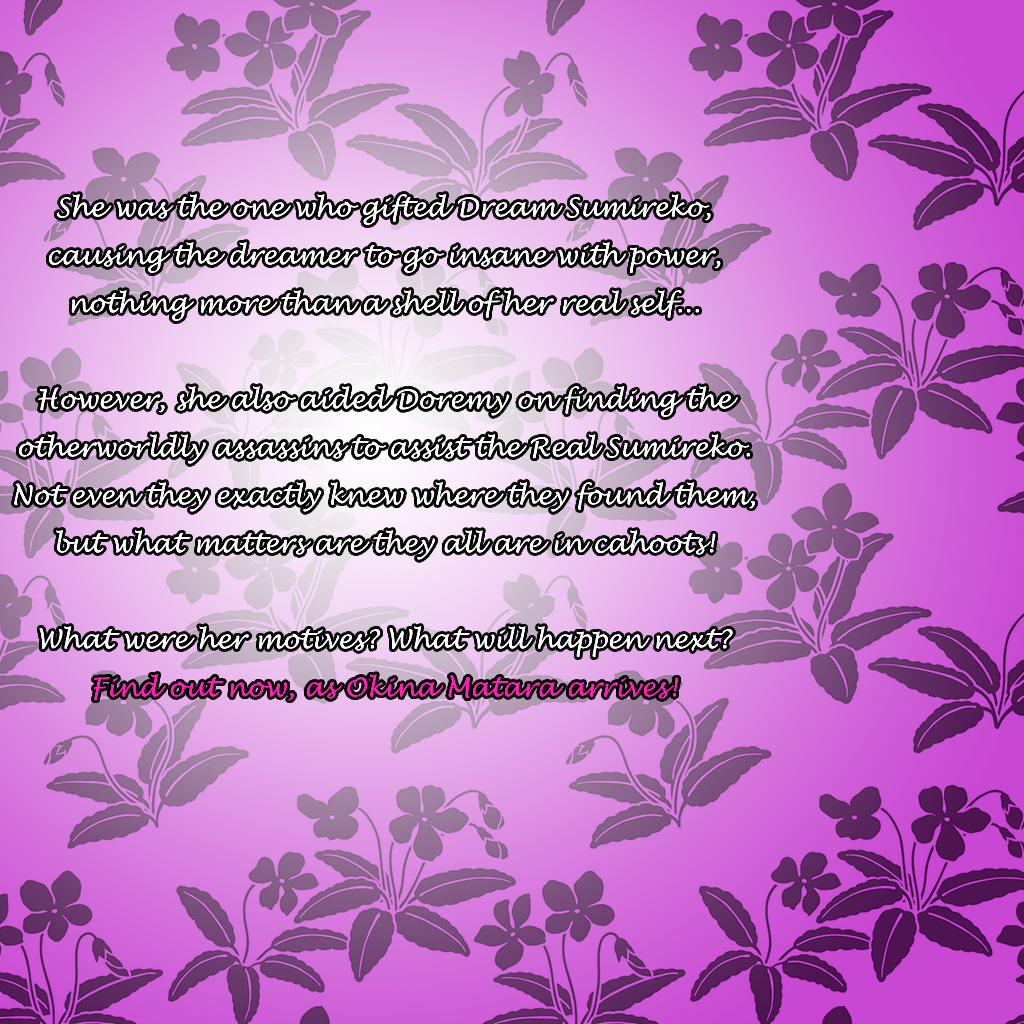 She was the one who gifted Dream Sumireko,
causing the dreamer to go insane with power,
nothing more than a shell of her real self...
However, she also aided Doremy on finding the
otherworldly assassins to assist the Real Sumireko.
Not even they exactly knew where they found them,
but what matters are they all are in cahoots!
What were her motives? What will happen next?
Find out now, as Okina Matara arrives!